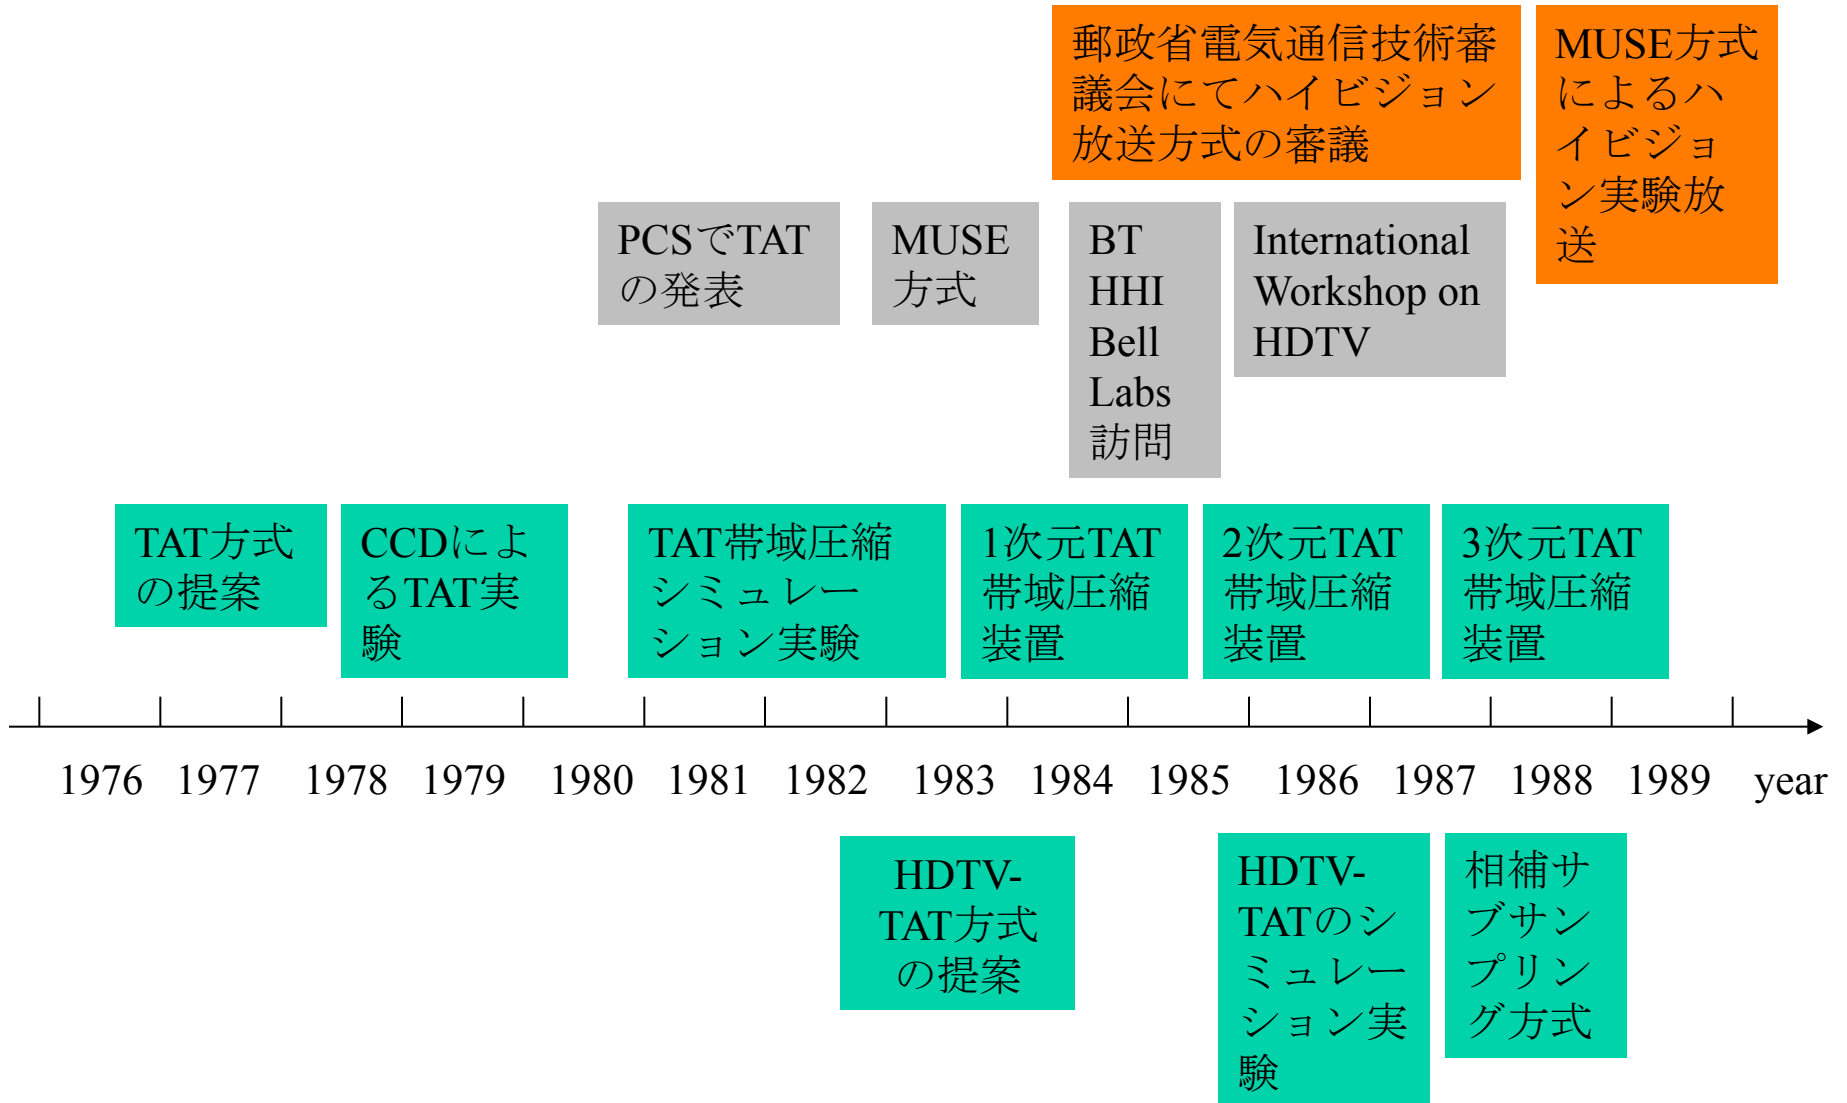 郵政省電気通信技術審
議会にてハイビジョン
放送方式の審議
MUSE方式
によるハ
イビジョ
ン実験放
送
PCSでTAT
の発表
MUSE
方式
BT
HHI
Bell
Labs
訪問
International
Workshop on
HDTV
TAT方式
の提案
CCDによ
るTAT実
験
TAT帯域圧縮
シミュレー
ション実験
1次元TAT
帯域圧縮
装置
2次元TAT
帯域圧縮
装置
3次元TAT
帯域圧縮
装置
1976 1977 1978 1979 1980 1981 1982 1983 1984 1985 1986 1987 1988 1989 year
HDTV-
TAT方式
の提案
HDTV-
TATのシ
ミュレー
ション実
験
相補サ
ブサン
プリン
グ方式